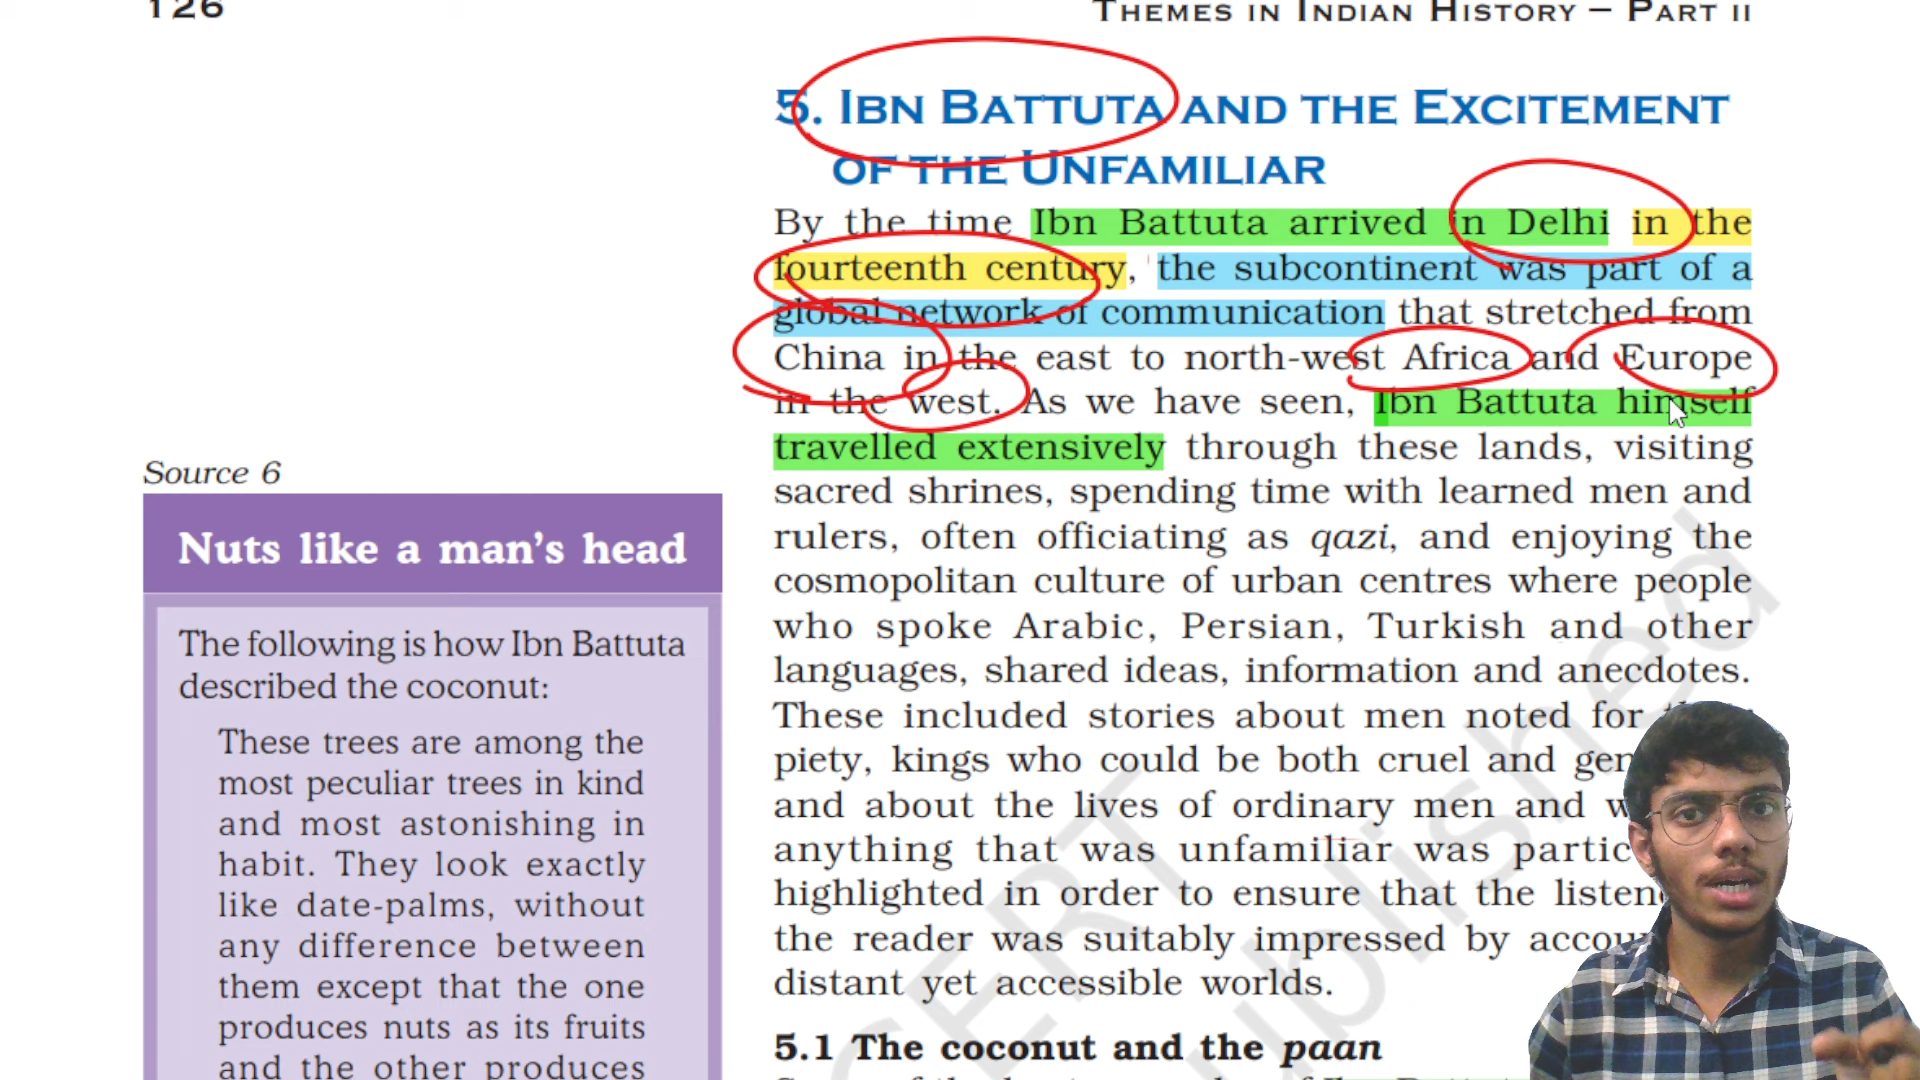 126
THEMES IN INDIAN HISTORY – PART II
5. IBN BATTUTA AND THE EXCITEMENT
OF THE UNFAMILIAR
By the time Ibn Battuta arrived in Delhi in the
fourteenth century, the subcontinent was part of a
global network of communication that stretched from
China in the east to north-west Africa and Europe
in the west. As we have seen, Ibn Battuta himself
travelled extensively through these lands, visiting
sacred shrines, spending time with learned men and
rulers, often officiating as qazi, and enjoying the
cosmopolitan culture of urban centres where people
who spoke Arabic, Persian, Turkish and other
languages, shared ideas, information and anecdotes.
These included stories about men noted for
piety, kings who could be both cruel and
and about the lives of ordinary men and
anything that was unfamiliar was
highlighted in order to ensure that the
the reader was suitably impressed by
distant yet accessible worlds.
5.1 The coconut and the paan
Source 6
Nuts like a man's head
The following is how Ibn Battuta
described the coconut:
These trees are among the
most peculiar trees in kind
and most astonishing in
habit. They look exactly
like date-palms, without
any difference between
them except that the one
produces nuts as its fruits
and the other produces